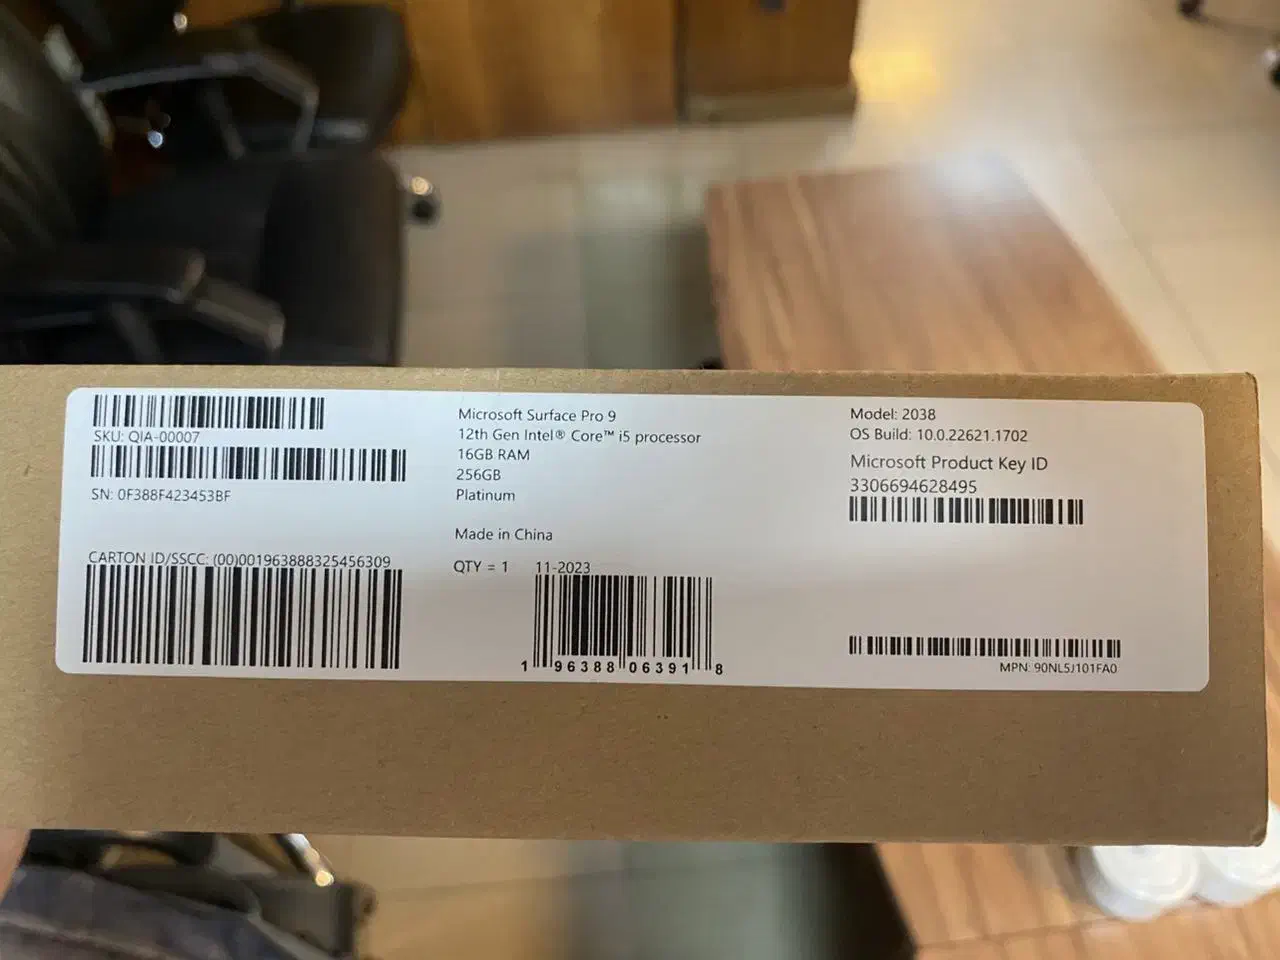 SKU: QIA-00007
SN: 0F388F423453BF
CARTON ID/SSCC: (00)001963888325456309
Microsoft Surface Pro 9
12th Gen Intel® Core™ i5 processor
16GB RAM
256GB
Platinum
Made in China
QTY = 1 11-2023
1 96388 06391 8
Model: 2038
OS Build: 10.0.22621.1702
Microsoft Product Key ID
3306694628495
MPN: 90NL5J101FA0